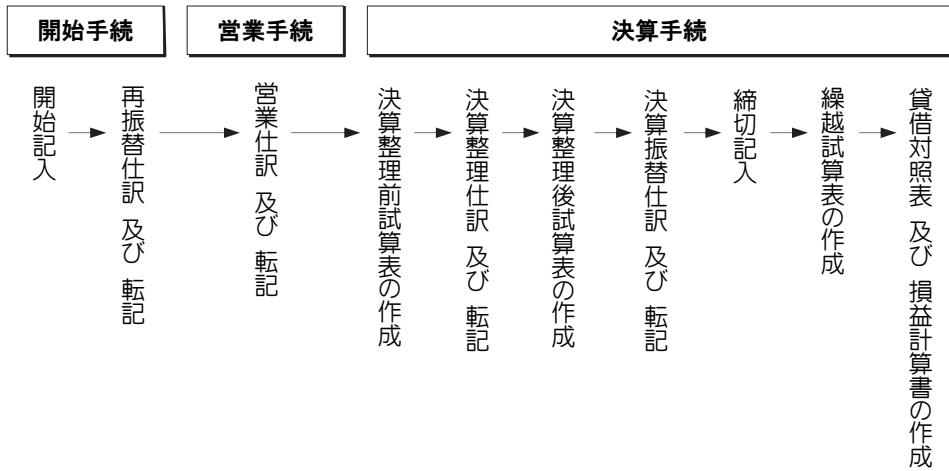 開始手続
営業手続
決算手続
開始記入
再振替仕訳 及び 転記
営業仕訳 及び 転記
決算整理前試算表の作成
決算整理仕訳 及び 転記
決算整理後試算表の作成
決算振替仕訳 及び 転記
締切記入
繰越試算表の作成
貸借対照表 及び 損益計算書の作成